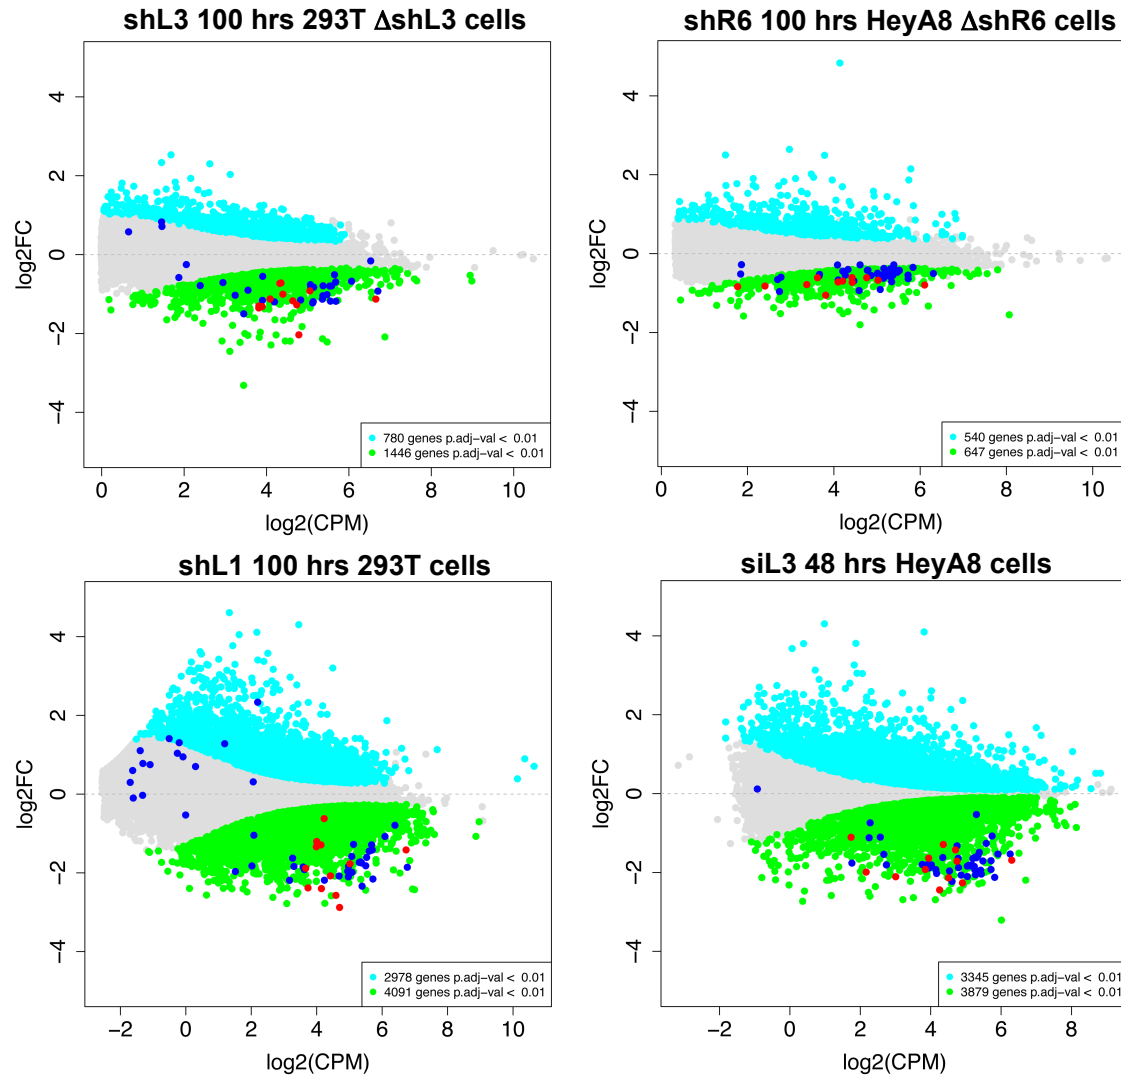 shL3 100 hrs 293T ΔshL3 cells
log2FC
4
2
0
−2
−4
780 genes p.adj−val < 0.01
1446 genes p.adj−val < 0.01
0 2 4 6 8 10
log2(CPM)
shR6 100 hrs HeyA8 ΔshR6 cells
log2FC
4
2
0
−2
−4
540 genes p.adj−val < 0.01
647 genes p.adj−val < 0.01
0 2 4 6 8 10
log2(CPM)
shL1 100 hrs 293T cells
log2FC
4
2
0
−2
−4
2978 genes p.adj−val < 0.01
4091 genes p.adj−val < 0.01
−2 0 2 4 6 8 10
log2(CPM)
siL3 48 hrs HeyA8 cells
log2FC
4
2
0
−2
−4
3345 genes p.adj−val < 0.01
3879 genes p.adj−val < 0.01
−2 0 2 4 6 8
log2(CPM)